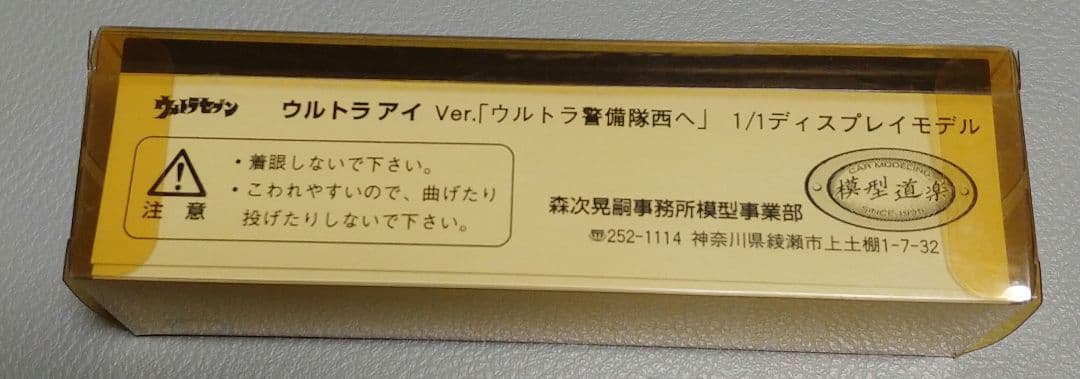 ウルトラセブン
ウルトラ アイ Ver.「ウルトラ警備隊西へ」 1/1ディスプレイモデル
注 意
・着眼しないで下さい。
・こわれやすいので、曲げたり
投げたりしないで下さい。
CAR MODELING
模型道楽
SINCE 1995
森次晃嗣事務所模型事業部
〠252-1114 神奈川県綾瀬市上土棚1-7-32